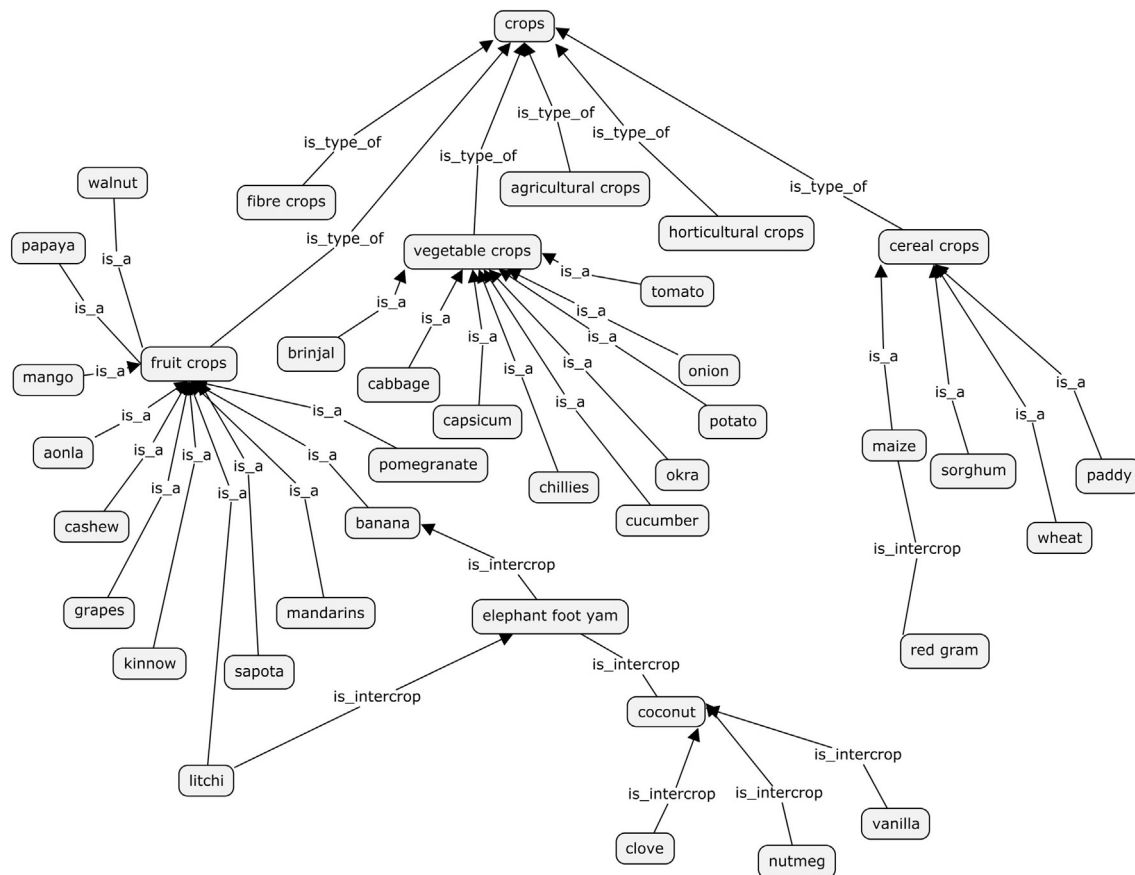 crops
is_type_of
is_type_of
is_type_of
is_type_of
walnut
is_type_of
fibre crops
agricultural crops
horticultural crops
is_type_of
papaya
vegetable crops
cereal crops
is_a
is_a
tomato
is_a
is_a
is_a
is_a
brinjal
is_a
is_a
is_a
mango
is_a
fruit crops
cabbage
is_a
is_a
onion
is_a
is_a
is_a
capsicum
is_a
potato
is_a
is_a
aonla
is_a
is_a
is_a
pomegranate
maize
is_a
is_a
is_a
is_a
chillies
okra
sorghum
paddy
cashew
banana
cucumber
wheat
is_intercrop
is_intercrop
grapes
mandarins
elephant foot yam
kinnow
sapota
is_intercrop
red gram
is_intercrop
coconut
litchi
is_intercrop
is_intercrop
is_intercrop
vanilla
clove
nutmeg